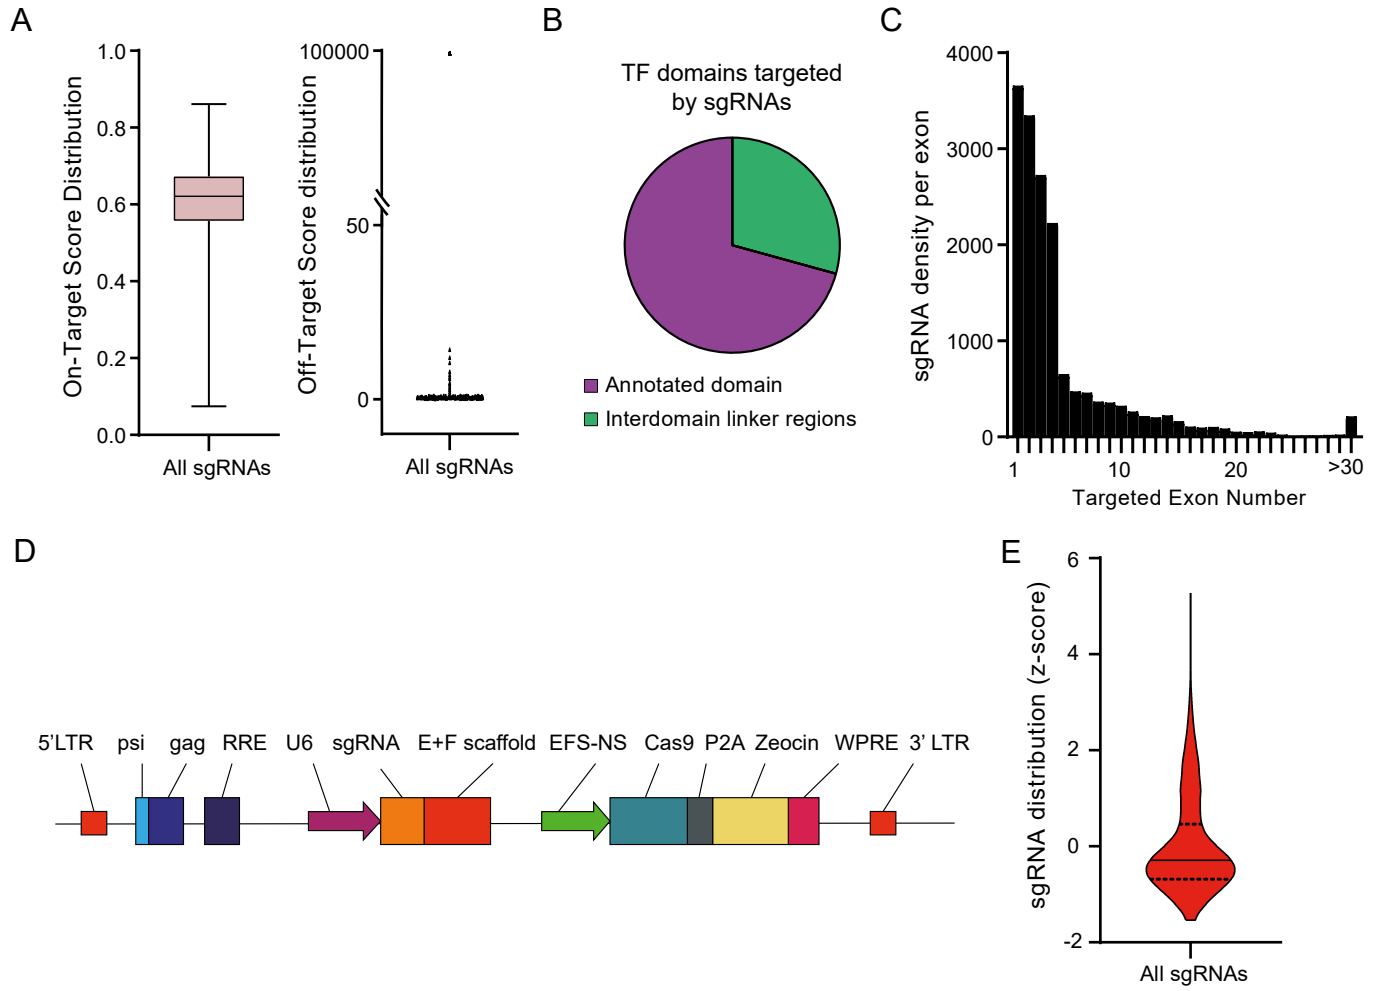 A
On-Target Score Distribution
1.0
0.8
0.6
0.4
0.2
0.0
All sgRNAs
Off-Target Score distribution
100000
50
0
All sgRNAs
B
TF domains targeted
by sgRNAs
Annotated domain
Interdomain linker regions
C
sgRNA density per exon
4000
3000
2000
1000
0
1 10 20 >30
Targeted Exon Number
D
5'LTR psi gag RRE U6 sgRNA E+F scaffold EFS-NS Cas9 P2A Zeocin WPRE 3' LTR
E
sgRNA distribution (z-score)
6
4
2
0
-2
All sgRNAs